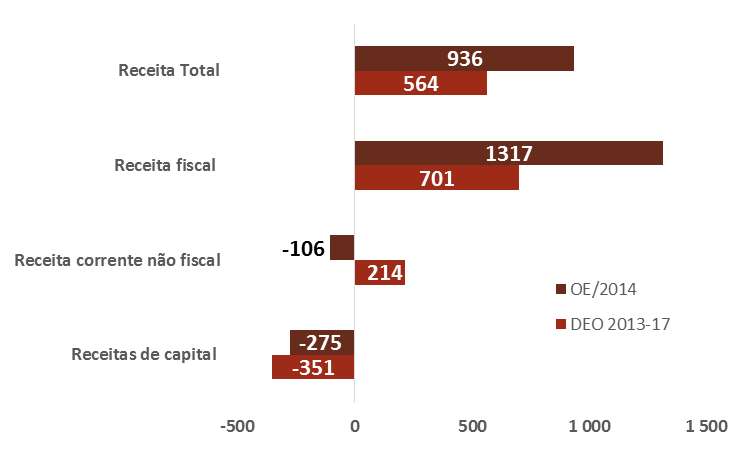 Receita Total
936
564
Receita fiscal
1317
701
Receita corrente não fiscal
-106
214
Receitas de capital
-275
-351
OE/2014
DEO 2013-17
-500 0 500 1 000 1 500